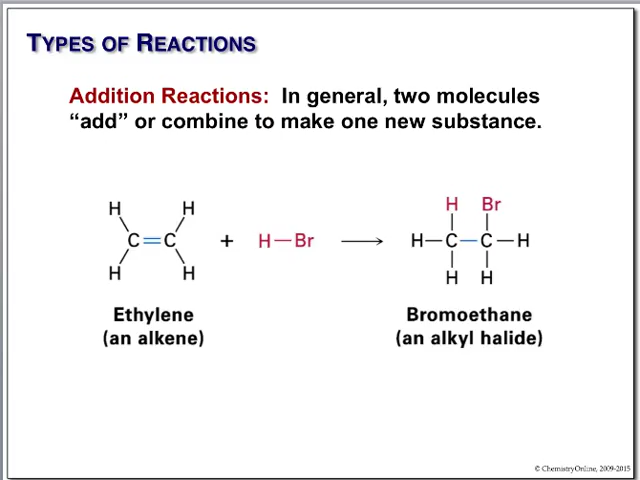 TYPES OF REACTIONS
Addition Reactions: In general, two molecules
“add” or combine to make one new substance.
H H H Br
C=C + H—Br ⟶ H—C—C—H
H H H H
Ethylene Bromoethane
(an alkene) (an alkyl halide)
© ChemistryOnline, 2009-2015